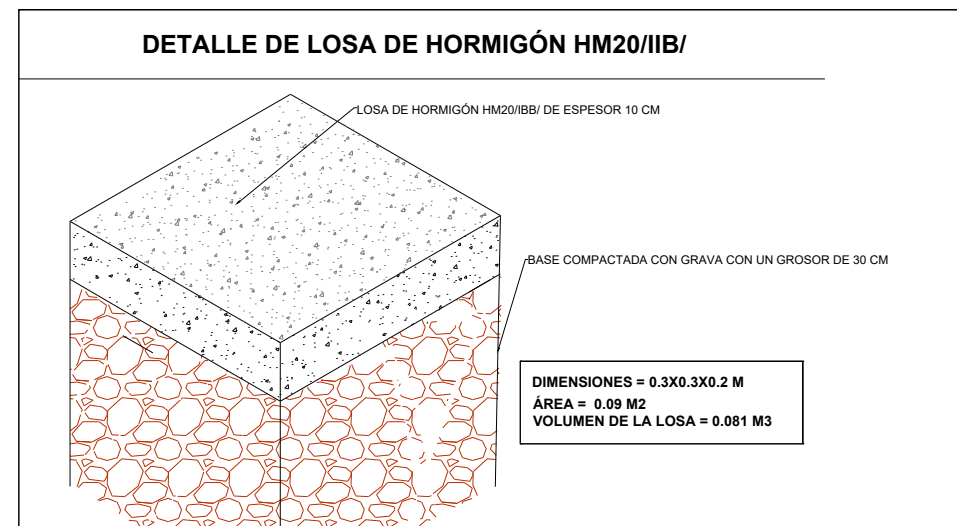 DETALLE DE LOSA DE HORMIGÓN HM20/IIB/
LOSA DE HORMIGÓN HM20/IBB/ DE ESPESOR 10 CM
BASE COMPACTADA CON GRAVA CON UN GROSOR DE 30 CM
DIMENSIONES = 0.3X0.3X0.2 M
ÁREA = 0.09 M2
VOLUMEN DE LA LOSA = 0.081 M3